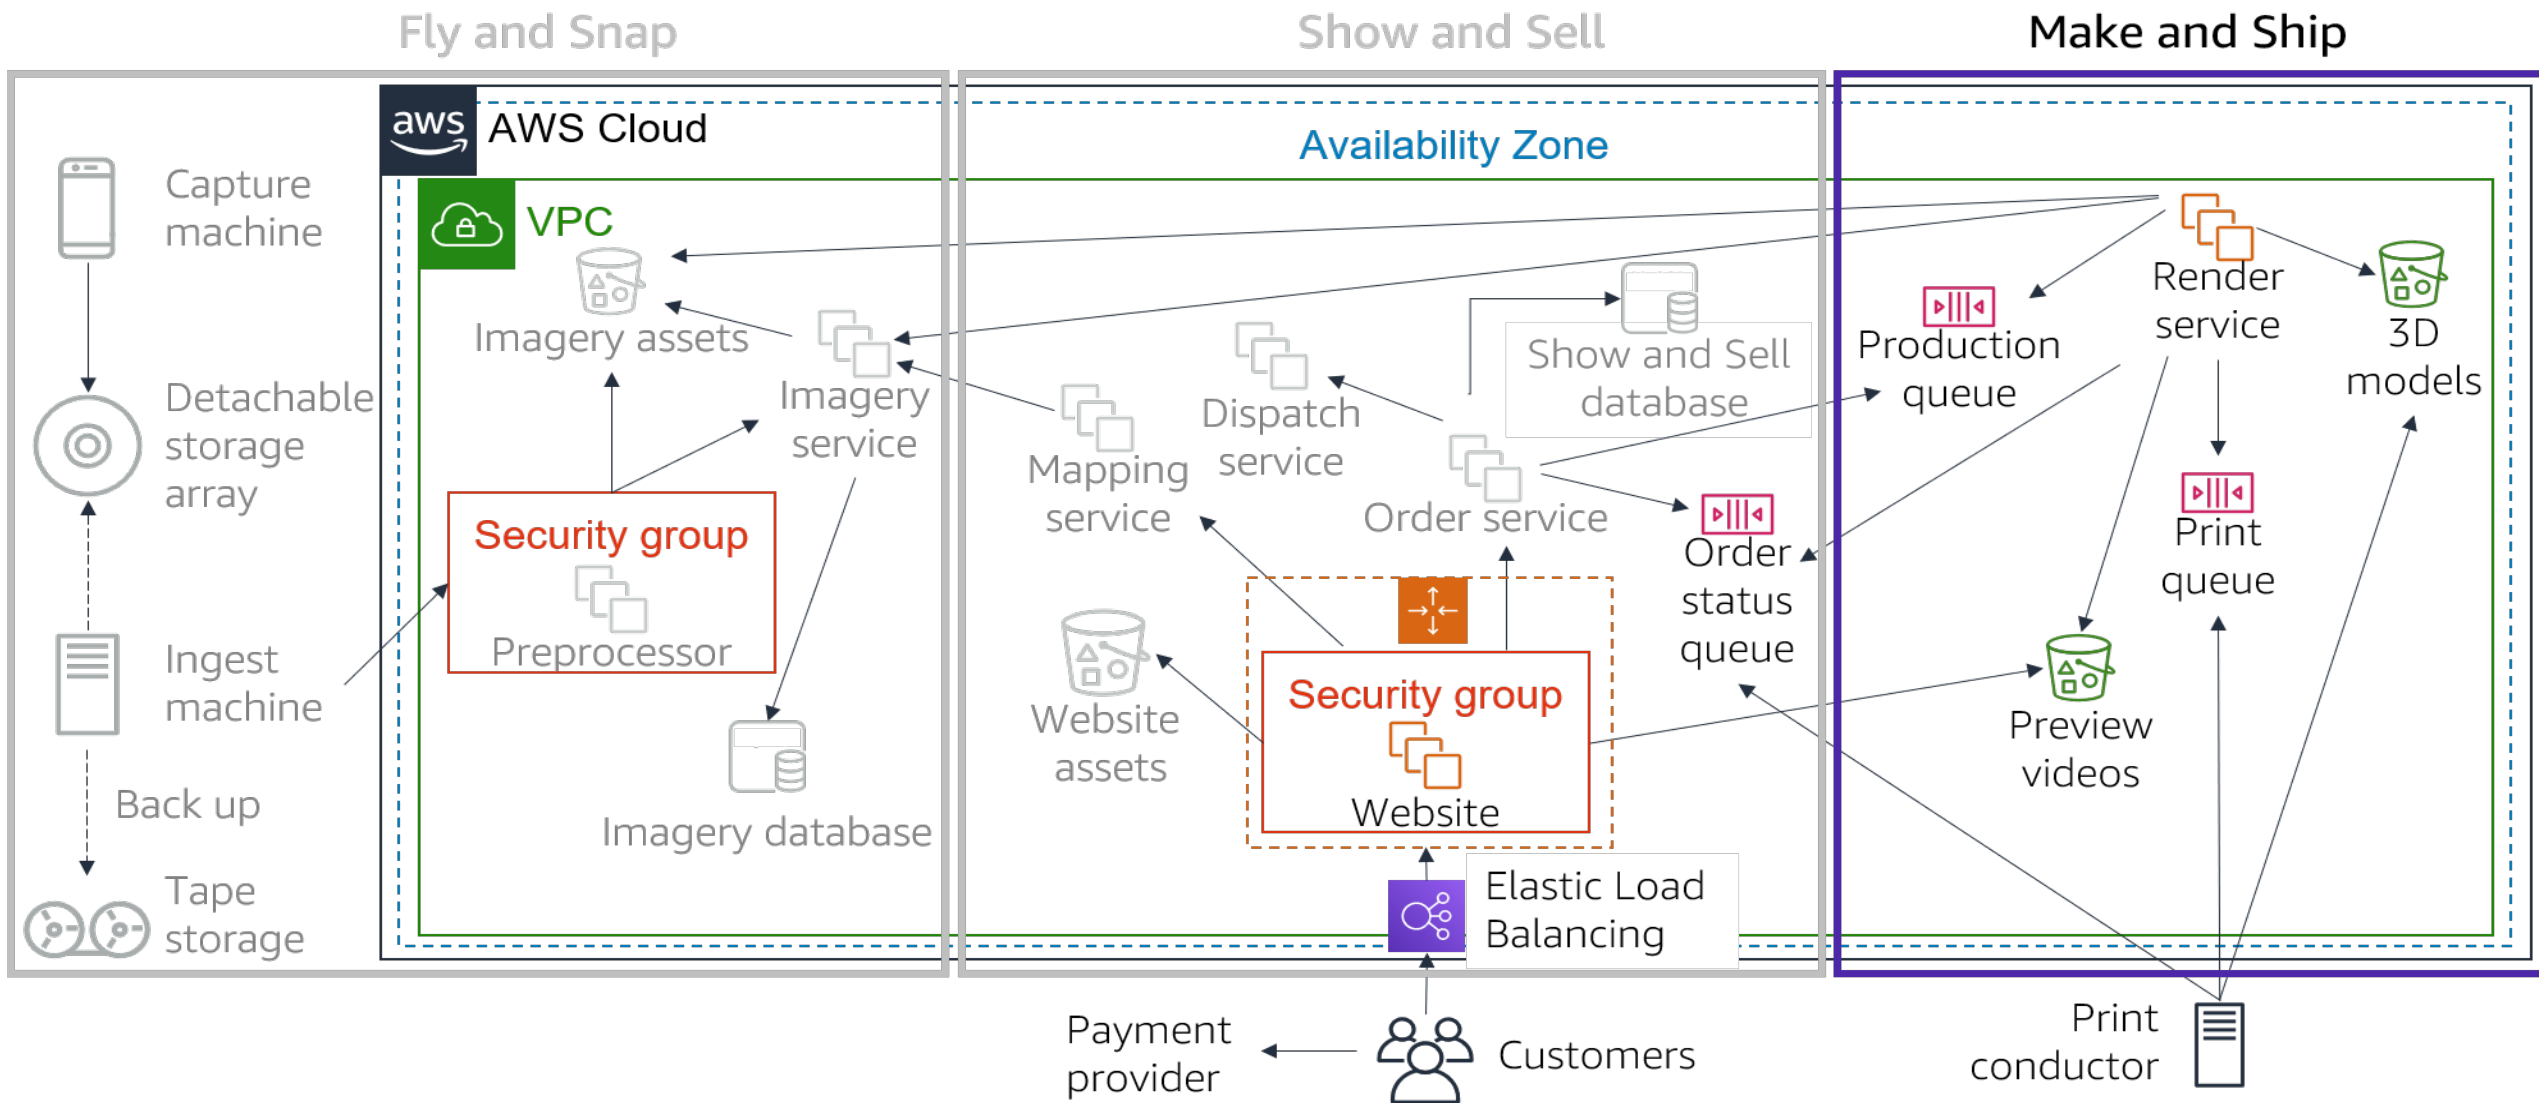 Fly and Snap
Show and Sell
Make and Ship
aws
AWS Cloud
Availability Zone
VPC
Capture
machine
Detachable
storage
array
Ingest
machine
Back up
Tape
storage
Imagery assets
Imagery
service
Security group
Preprocessor
Imagery database
Mapping
service
Dispatch
service
Show and Sell
database
Order service
Order
status
queue
Website
assets
Security group
Website
Elastic Load
Balancing
Production
queue
Render
service
3D
models
Print
queue
Preview
videos
Payment
provider
Customers
Print
conductor